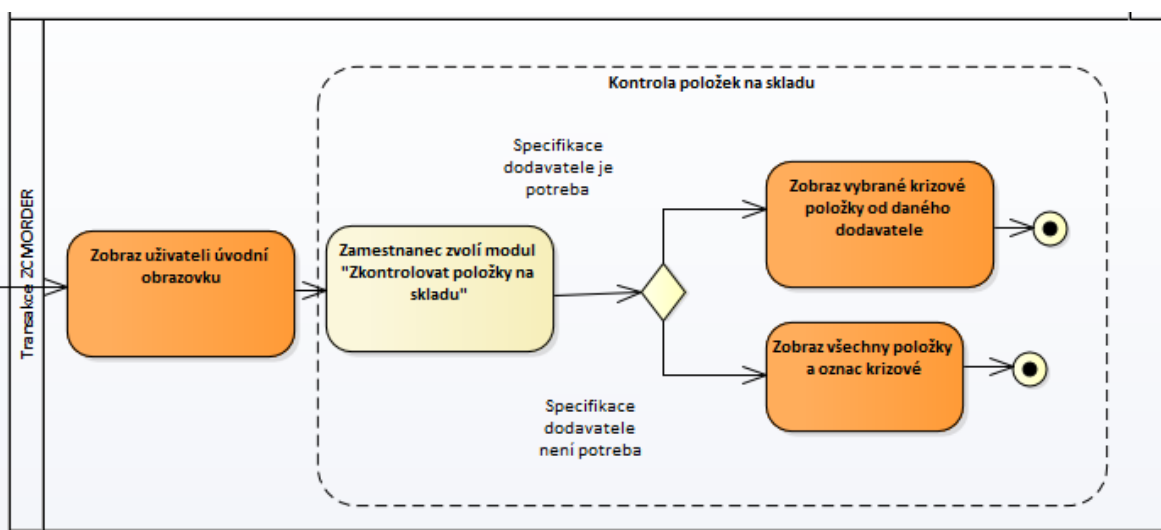 Transakce ZCMORDER
Zobraz uživateli úvodní
obrazovku
Kontrola položek na skladu
Zamestnanec zvolí modul
"Zkontrolovat položky na
skladu"
Specifikace
dodavatele je
potreba
Zobraz vybrané krizové
položky od daného
dodavatele
Specifikace
dodavatele
není potreba
Zobraz všechny položky
a oznac krizové